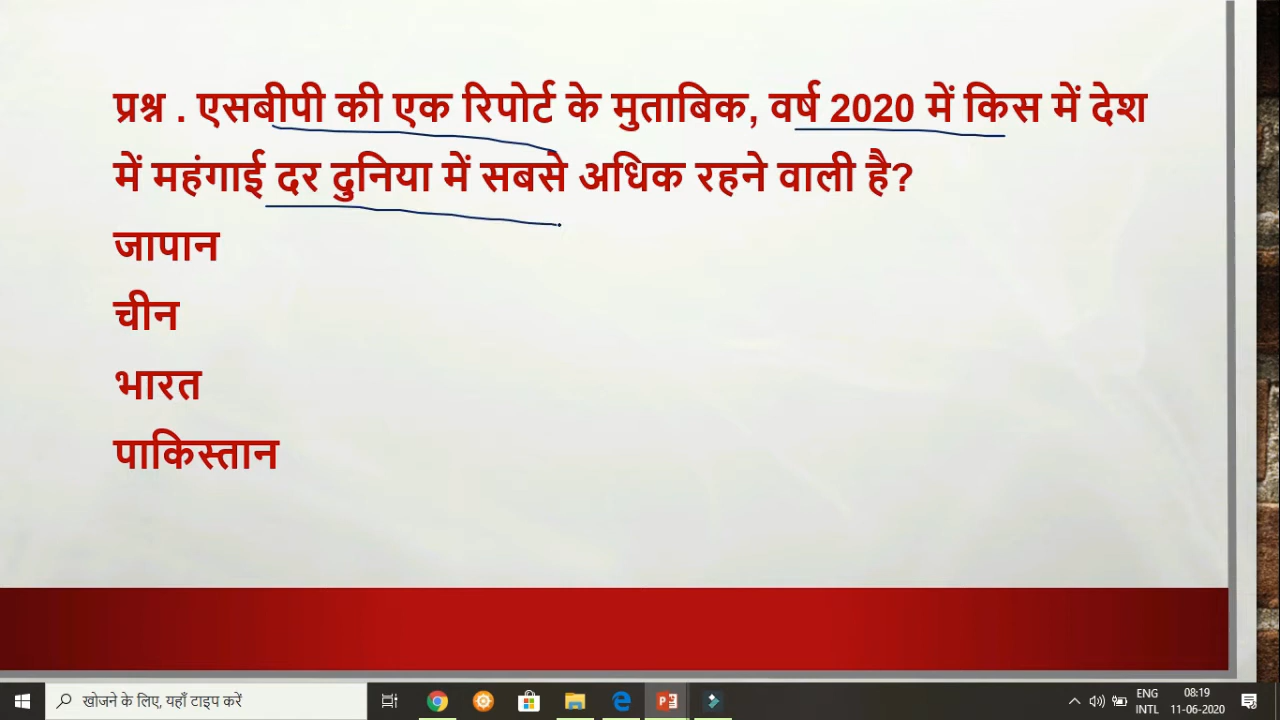 प्रश्न . एसबीपी की एक रिपोर्ट के मुताबिक, वर्ष 2020 में किस में देश
में महंगाई दर दुनिया में सबसे अधिक रहने वाली है?
जापान
चीन
भारत
पाकिस्तान
खोजने के लिए, यहाँ टाइप करें
ENG
INTL
08:19
11-06-2020